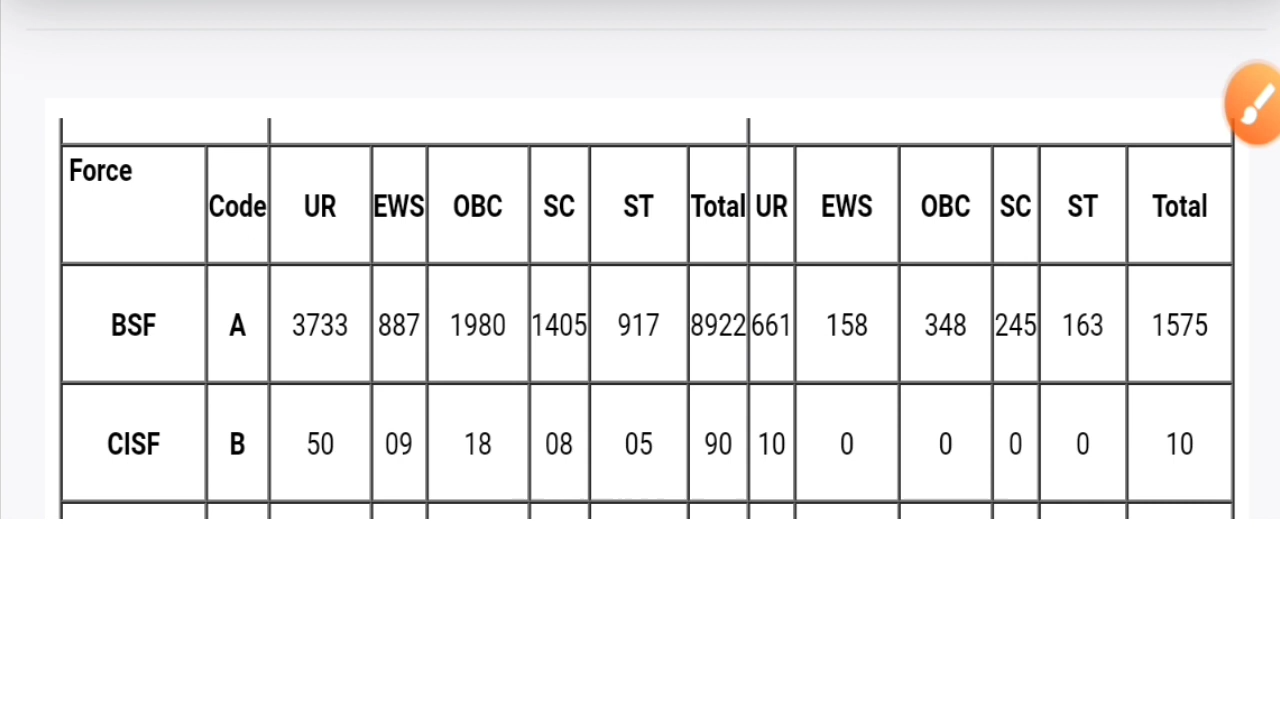 Force Code UR EWS OBC SC ST Total UR EWS OBC SC ST Total
BSF A 3733 887 1980 1405 917 8922 661 158 348 245 163 1575
CISF B 50 09 18 08 05 90 10 0 0 0 0 10